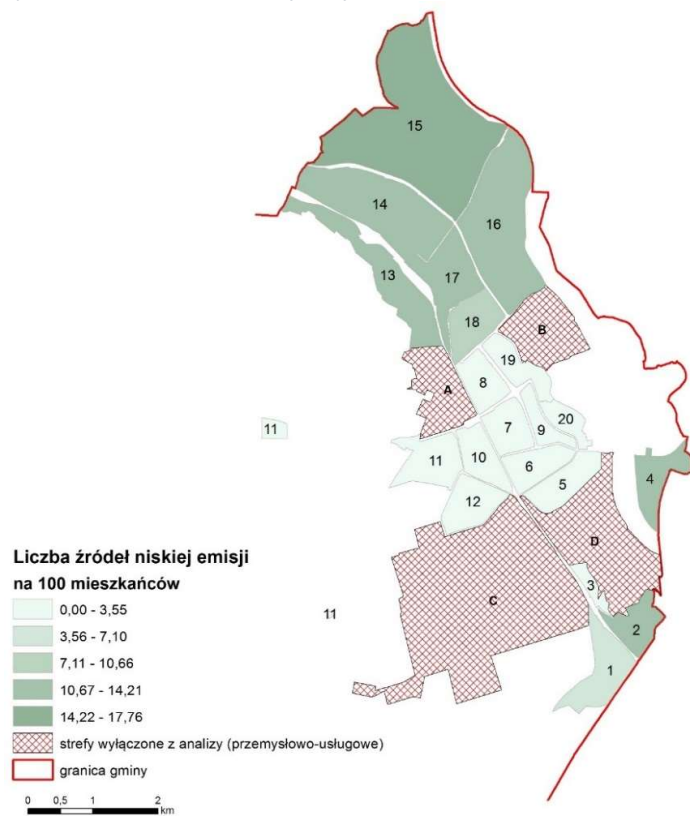 15
14
16
13
17
18
B
19
A
8
20
11
7
9
11
10
6
4
5
12
D
3
C
11
2
1
Liczba źródeł niskiej emisji
na 100 mieszkańców
0,00 - 3,55
3,56 - 7,10
7,11 - 10,66
10,67 - 14,21
14,22 - 17,76
strefy wyłączone z analizy (przemysłowo-usługowe)
granica gminy
0 0,5 1 2
km